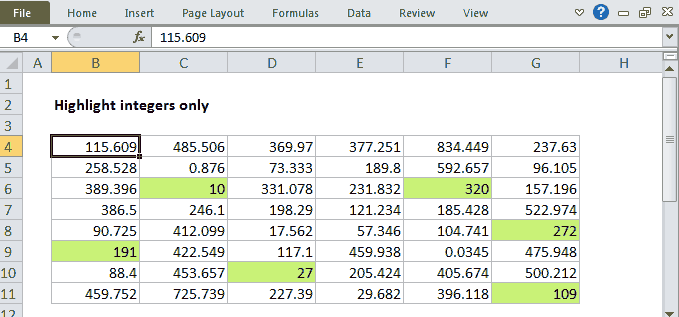 File Home Insert Page Layout Formulas Data Review View ?
B4 fx 115.609
A B C D E F G H
1
2 Highlight integers only
3
4 115.609 485.506 369.97 377.251 834.449 237.63
5 258.528 0.876 73.333 189.8 592.657 96.105
6 389.396 10 331.078 231.832 320 157.196
7 386.5 246.1 198.29 121.234 185.428 522.974
8 90.725 412.099 17.562 57.346 104.741 272
9 191 422.549 117.1 459.938 0.0345 475.948
10 88.4 453.657 27 205.424 405.674 500.212
11 459.752 725.739 227.39 29.682 396.118 109
12